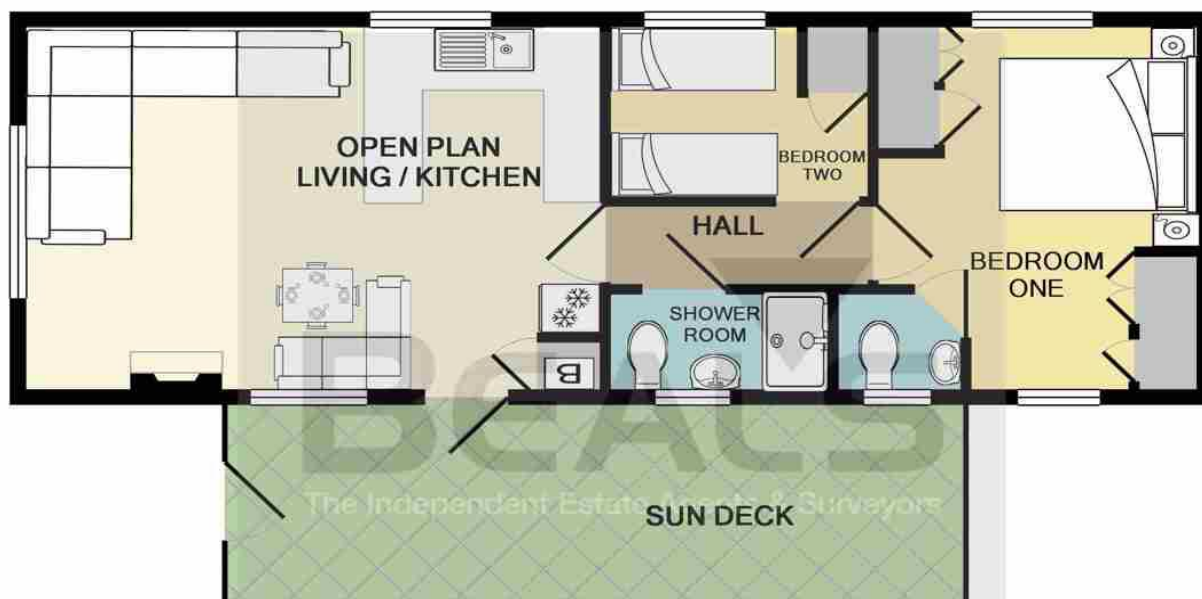 OPEN PLAN
LIVING / KITCHEN
BEDROOM
TWO
HALL
BEDROOM
ONE
SHOWER
ROOM
B
BEALS
The Independent Estate Agents & Surveyors
SUN DECK